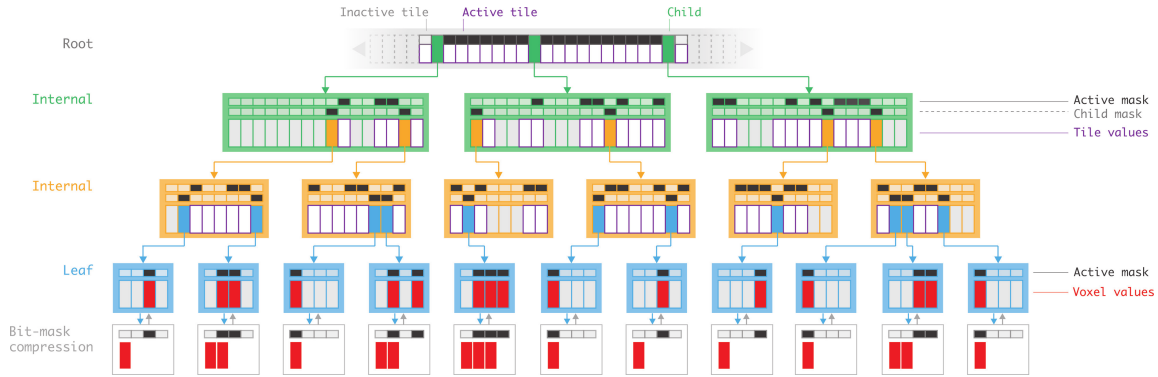 Inactive tile Active tile Child
Root
Internal
Active mask
Child mask
Tile values
Internal
Leaf
Active mask
Voxel values
Bit-mask
compression